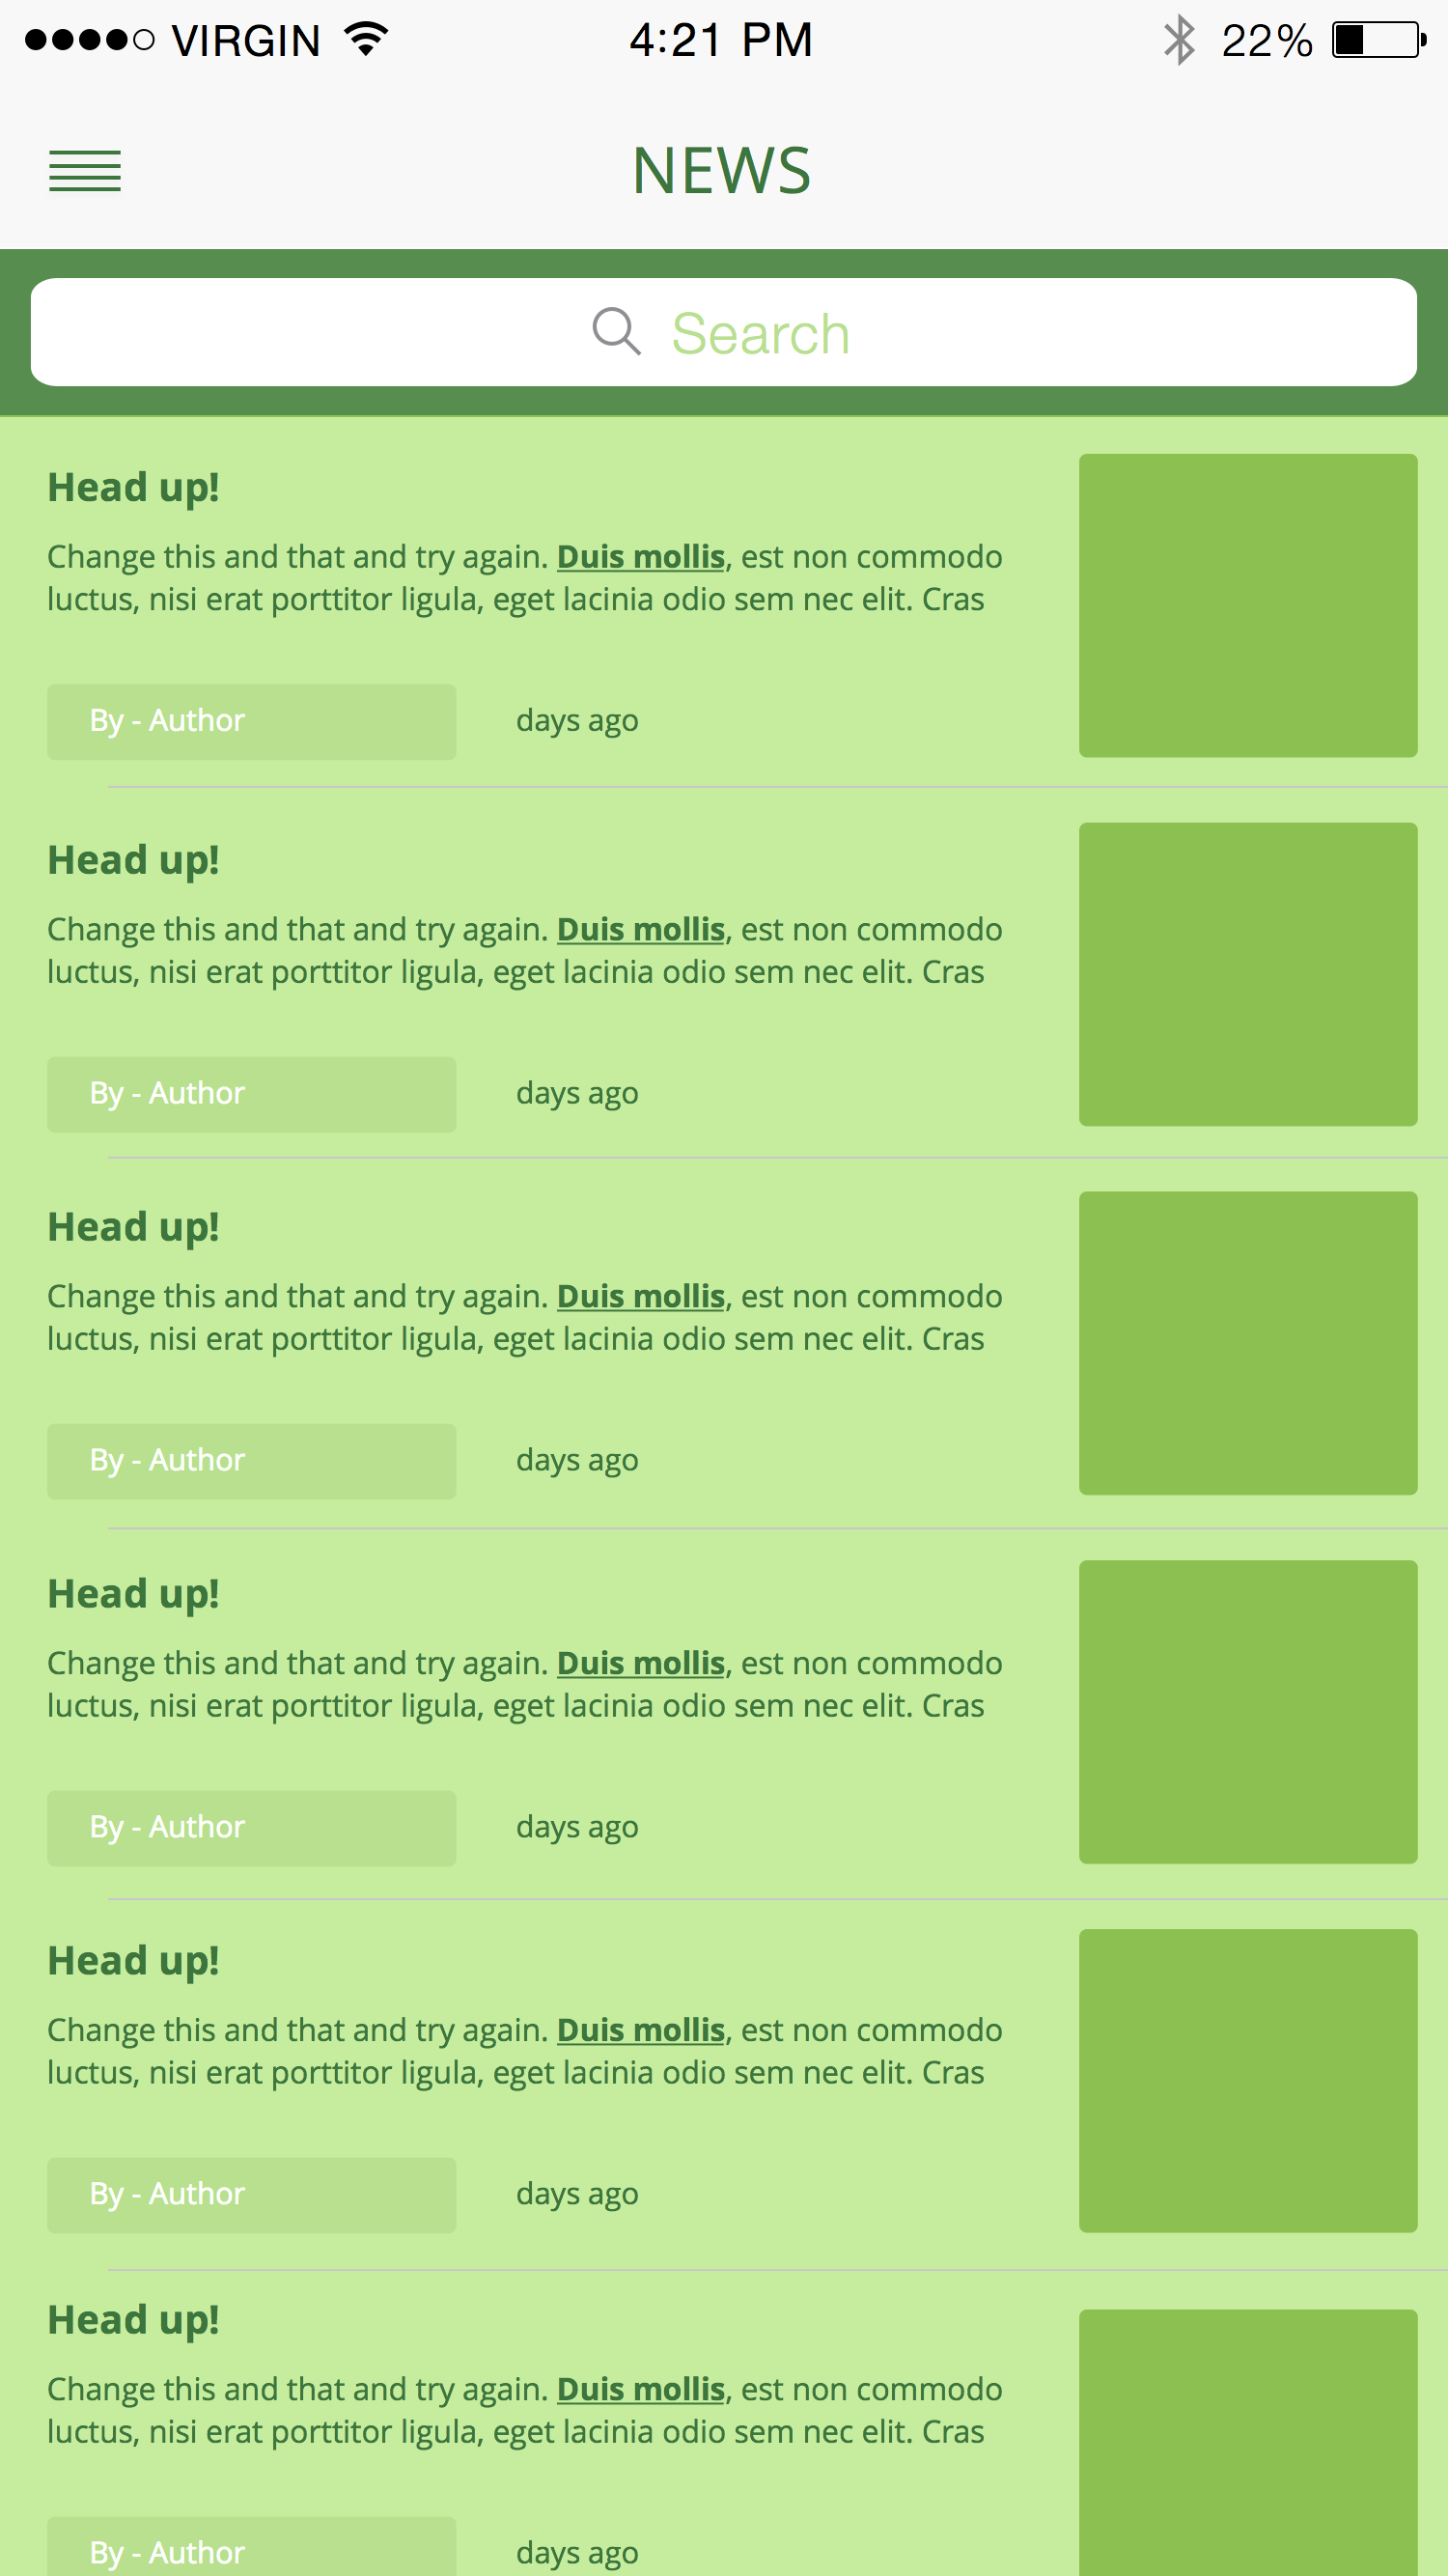 VIRGIN 4:21 PM 22%
NEWS
Search
Head up!
Change this and that and try again. Duis mollis, est non commodo
luctus, nisi erat porttitor ligula, eget lacinia odio sem nec elit. Cras
By - Author days ago
Head up!
Change this and that and try again. Duis mollis, est non commodo
luctus, nisi erat porttitor ligula, eget lacinia odio sem nec elit. Cras
By - Author days ago
Head up!
Change this and that and try again. Duis mollis, est non commodo
luctus, nisi erat porttitor ligula, eget lacinia odio sem nec elit. Cras
By - Author days ago
Head up!
Change this and that and try again. Duis mollis, est non commodo
luctus, nisi erat porttitor ligula, eget lacinia odio sem nec elit. Cras
By - Author days ago
Head up!
Change this and that and try again. Duis mollis, est non commodo
luctus, nisi erat porttitor ligula, eget lacinia odio sem nec elit. Cras
By - Author days ago
Head up!
Change this and that and try again. Duis mollis, est non commodo
luctus, nisi erat porttitor ligula, eget lacinia odio sem nec elit. Cras
By - Author days ago